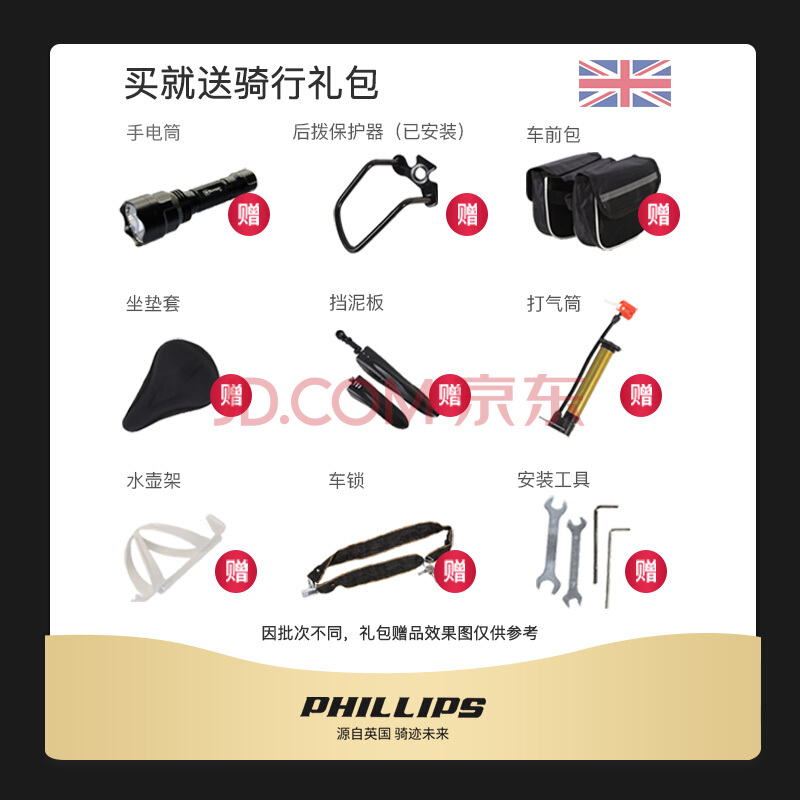 买就送骑行礼包
手电筒 后拨保护器（已安装） 车前包
赠 赠 赠
坐垫套 挡泥板 打气筒
赠 赠 赠
JD.COM京东
水壶架 车锁 安装工具
赠 赠 赠
因批次不同，礼包赠品效果图仅供参考
PHILLIPS
源自英国 骑迹未来